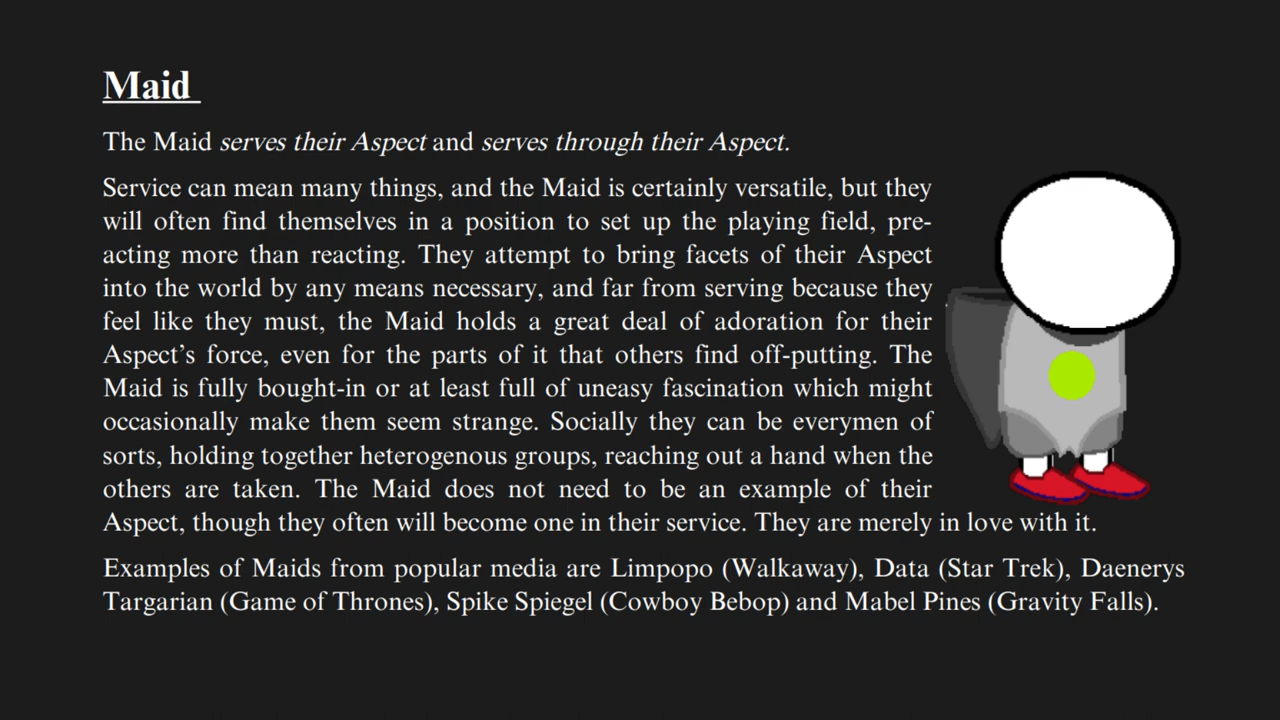 Maid
The Maid serves their Aspect and serves through their Aspect.
Service can mean many things, and the Maid is certainly versatile, but they
will often find themselves in a position to set up the playing field, pre-
acting more than reacting. They attempt to bring facets of their Aspect
into the world by any means necessary, and far from serving because they
feel like they must, the Maid holds a great deal of adoration for their
Aspect’s force, even for the parts of it that others find off-putting. The
Maid is fully bought-in or at least full of uneasy fascination which might
occasionally make them seem strange. Socially they can be everymen of
sorts, holding together heterogenous groups, reaching out a hand when the
others are taken. The Maid does not need to be an example of their
Aspect, though they often will become one in their service. They are merely in love with it.
Examples of Maids from popular media are Limpopo (Walkaway), Data (Star Trek), Daenerys
Targarian (Game of Thrones), Spike Spiegel (Cowboy Bebop) and Mabel Pines (Gravity Falls).